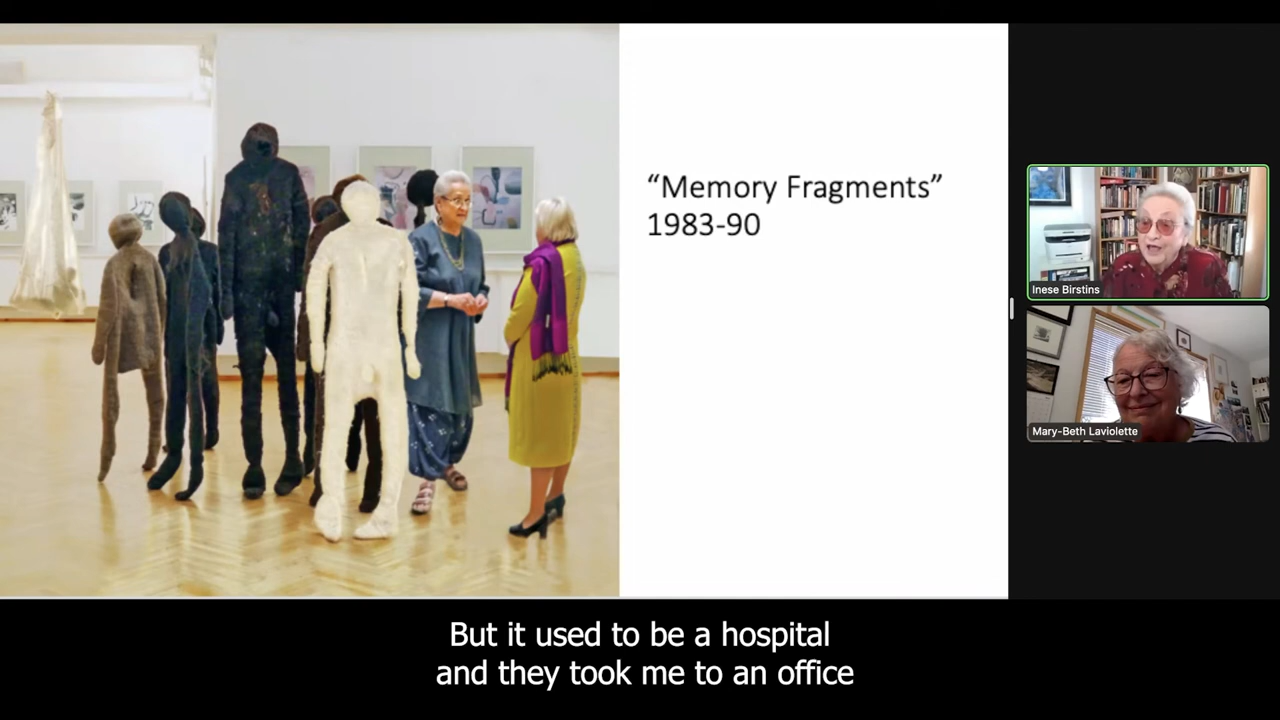 “Memory Fragments”
1983-90
Inese Birstins
Mary-Beth Laviolette
But it used to be a hospital
and they took me to an office